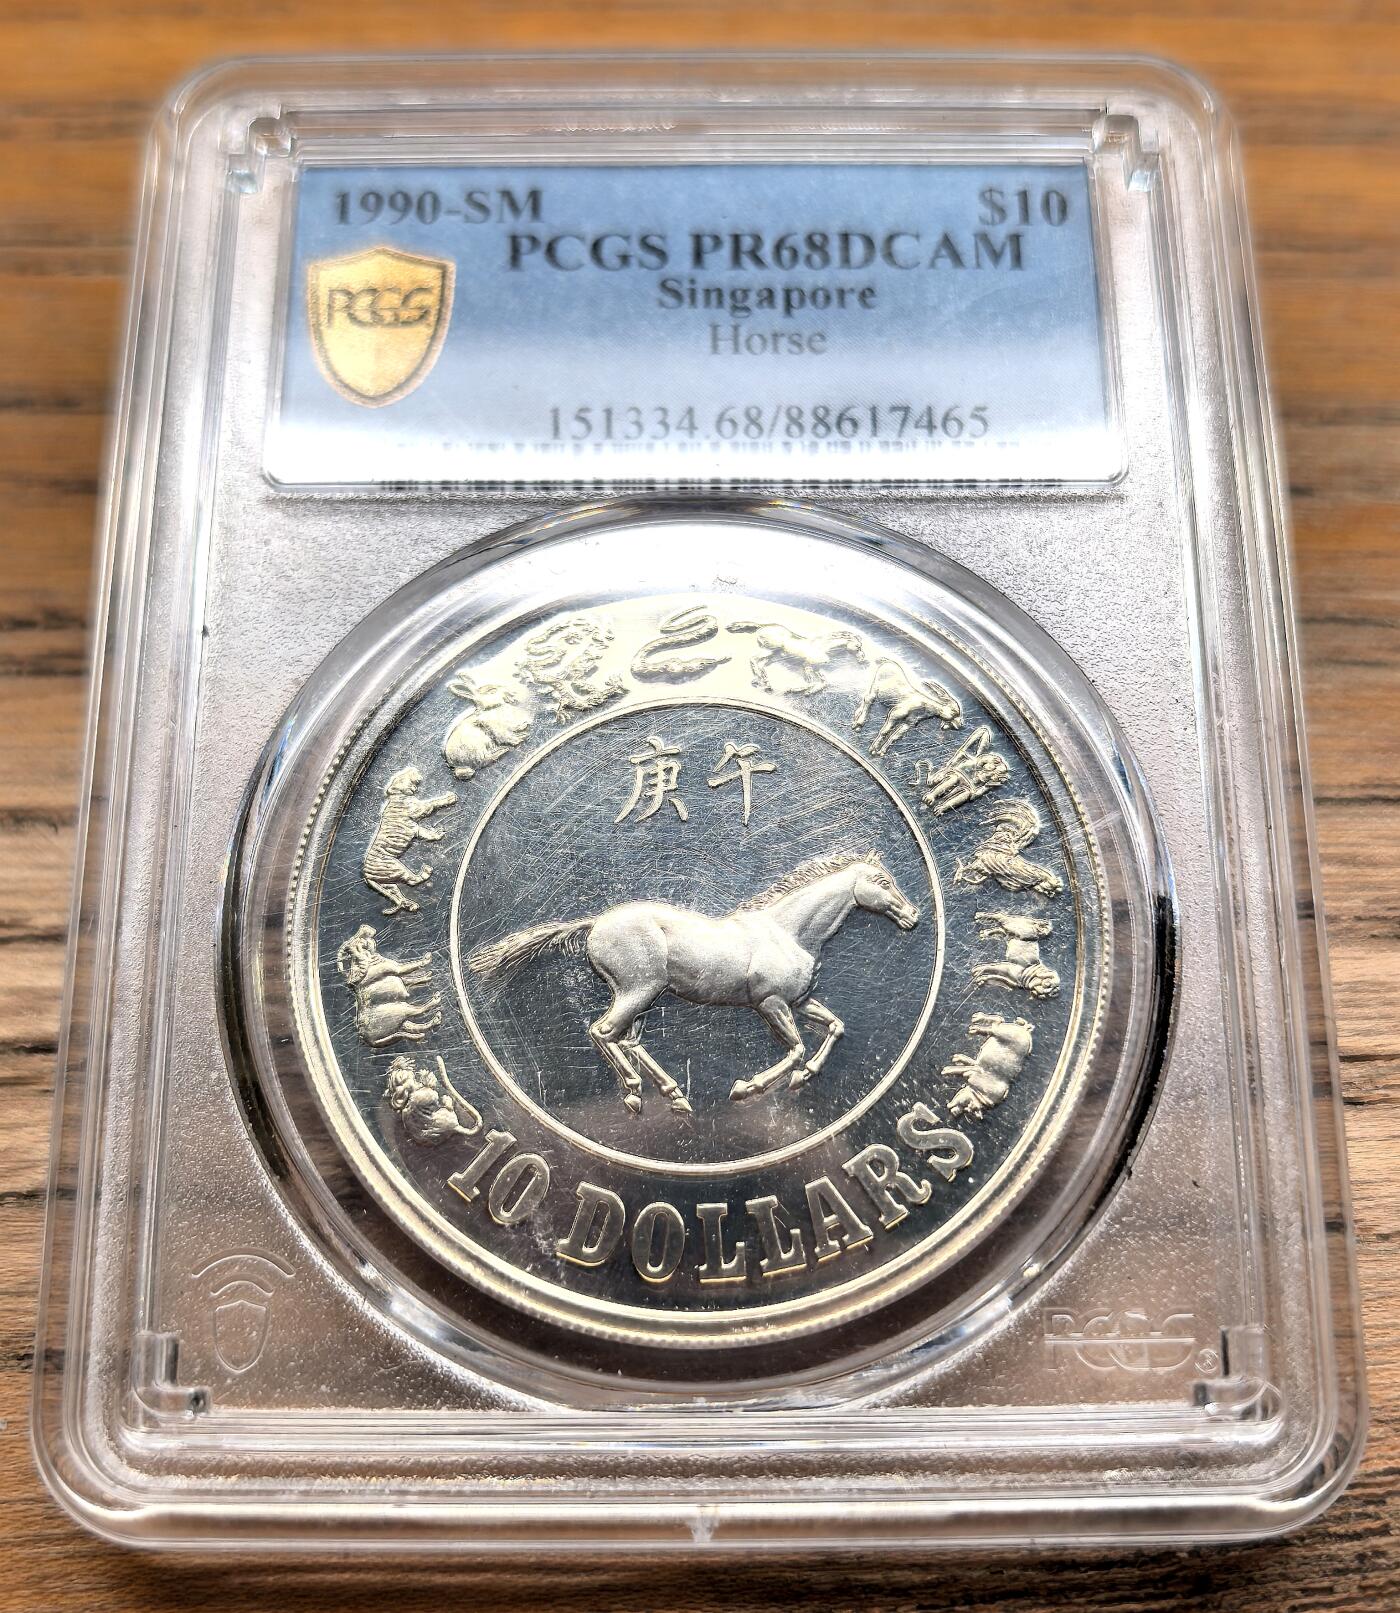 1990-SM $10
PCGS PR68DCAM
Singapore
PCGS
Horse
151334.68/88617465
庚午
10 DOLLARS
PCGS®